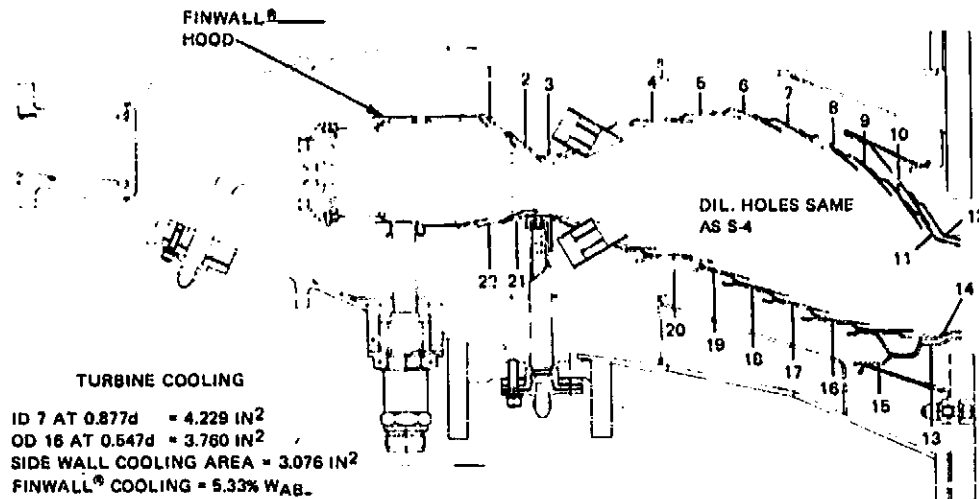 FINWALL®
HOOD
1
2
3
4
5
6
7
8
9
10
DIL. HOLES SAME
AS S-4
12
11
22
21
20
19
18
17
16
15
14
13
TURBINE COOLING
ID 7 AT 0.877d = 4.229 IN²
OD 16 AT 0.547d = 3.760 IN²
SIDE WALL COOLING AREA = 3.076 IN²
FINWALL® COOLING = 5.33% WAB.